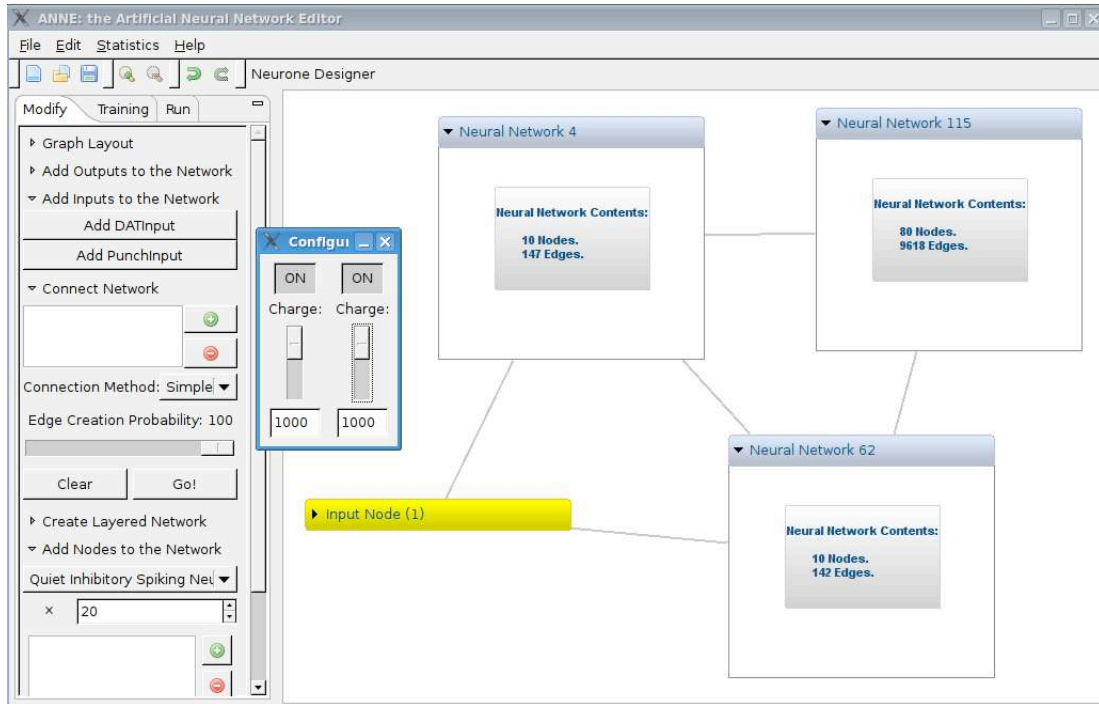 ANNE: the Artificial Neural Network Editor
File Edit Statistics Help
Neurone Designer
Modify Training Run
Graph Layout
Add Outputs to the Network
Add Inputs to the Network
Add DATInput
Add PunchInput
Connect Network
Connection Method: Simple
Edge Creation Probability: 100
Clear Go!
Create Layered Network
Add Nodes to the Network
Quiet Inhibitory Spiking Neu
× 20
Configur
ON ON
Charge: Charge:
1000 1000
Neural Network 4
Neural Network Contents:
10 Nodes.
147 Edges.
Neural Network 115
Neural Network Contents:
80 Nodes.
9618 Edges.
Input Node (1)
Neural Network 62
Neural Network Contents:
10 Nodes.
142 Edges.